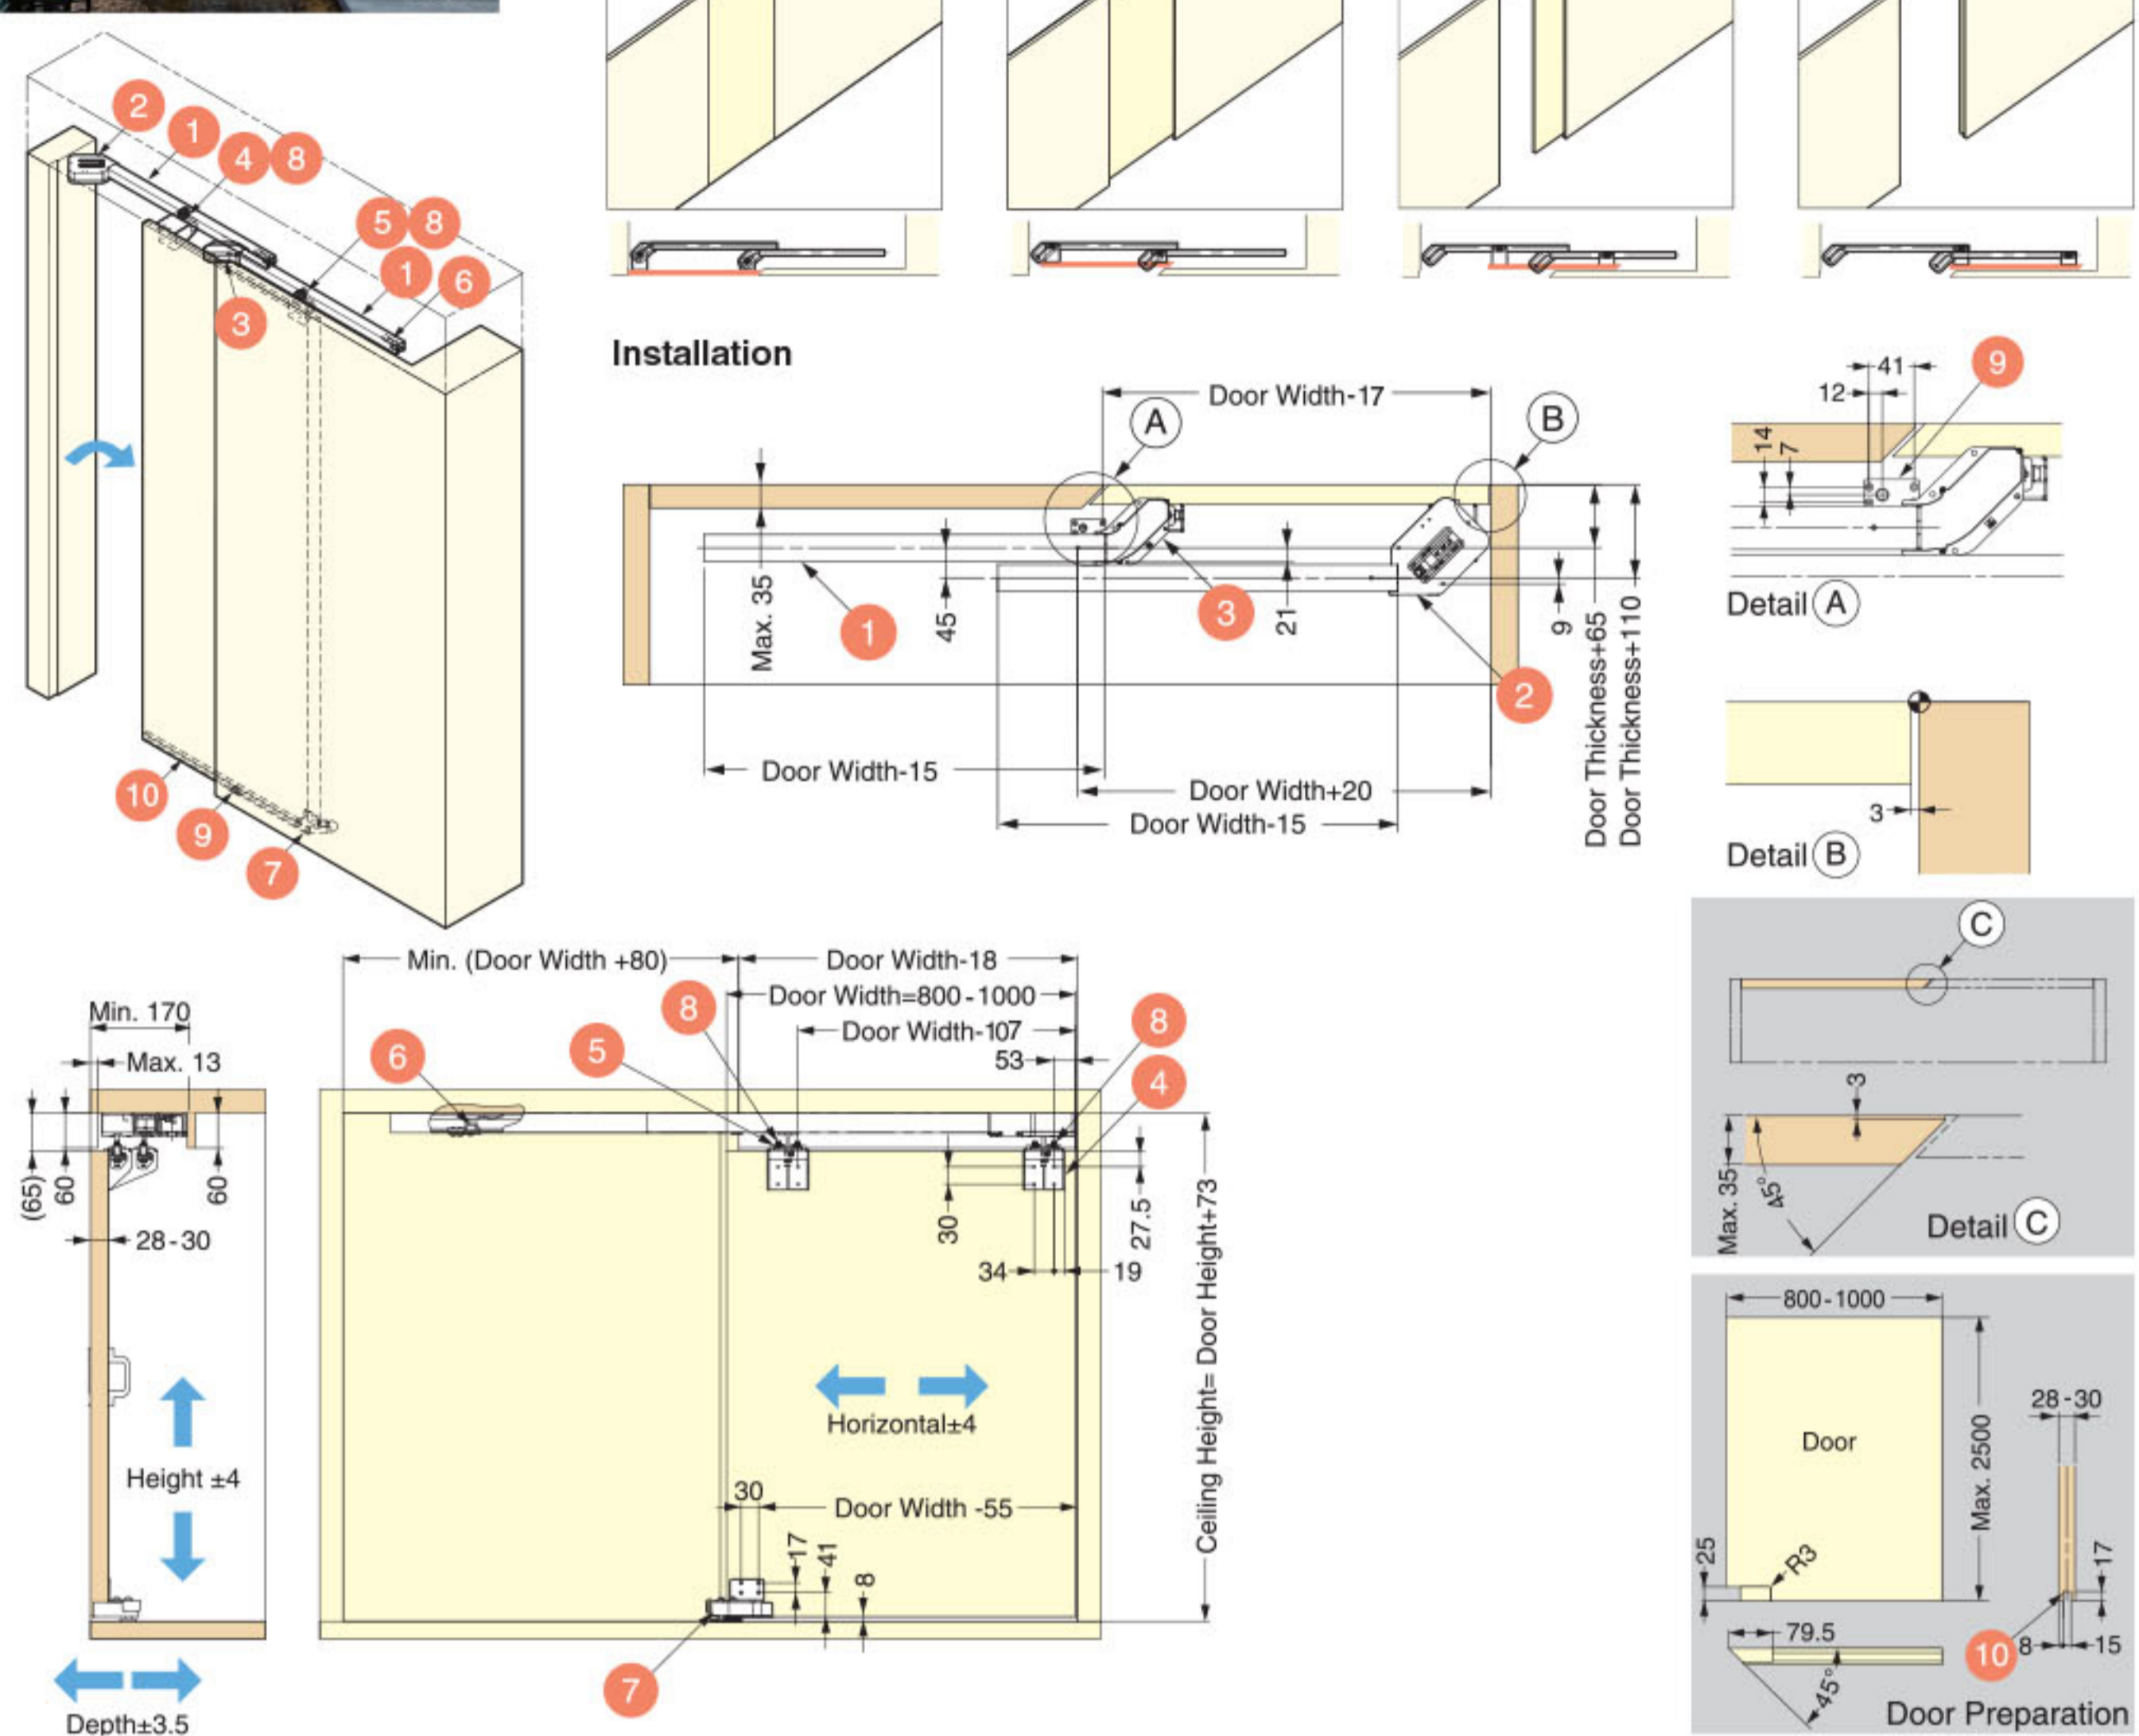 2
1
4
8
5
8
1
6
3
10
9
7
Installation
Door Width-17
A
B
Max. 35
45
1
3
21
9
2
Door Thickness+65
Door Thickness+110
Door Width-15
Door Width+20
Door Width-15
41
12
9
14
7
Detail A
3
Detail B
Min. 170
Max. 13
(65)
60
60
28-30
Height ±4
Depth±3.5
Min. (Door Width +80)
Door Width-18
Door Width=800-1000
Door Width-107
53
6
5
8
8
4
30
27.5
34
19
Ceiling Height= Door Height+73
Horizontal±4
30
Door Width -55
17
41
8
7
C
3
Max. 35
45°
Detail C
800-1000
Door
Max. 2500
28-30
25
R3
17
79.5
10
8
15
45°
Door Preparation